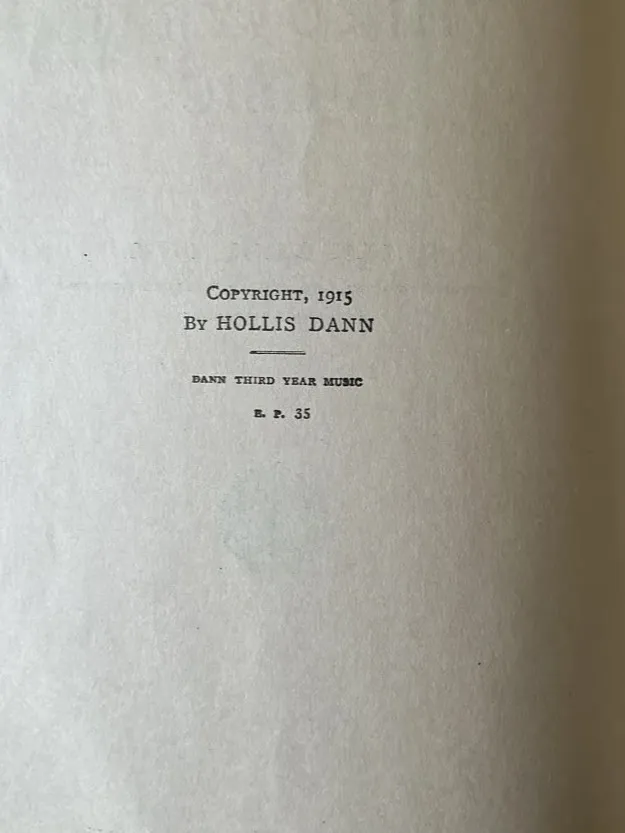 COPYRIGHT, 1915
BY HOLLIS DANN
DANN THIRD YEAR MUSIC
E. P. 35